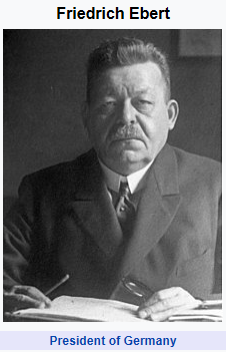 Friedrich Ebert
President of Germany